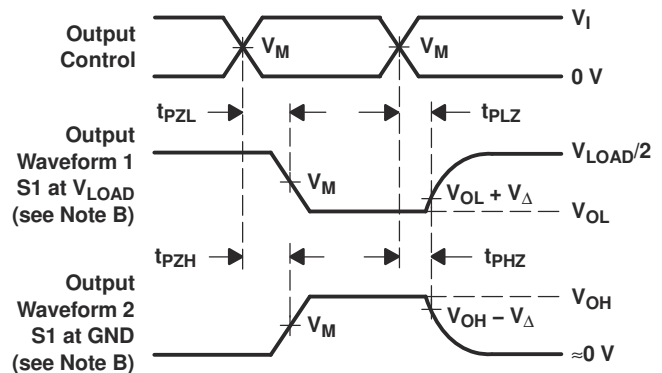 Output
Control
V_M
V_M
V_I
0 V
t_PZL
t_PLZ
Output
Waveform 1
S1 at V_LOAD
(see Note B)
V_M
V_LOAD/2
V_OL + V_Δ
V_OL
t_PZH
t_PHZ
Output
Waveform 2
S1 at GND
(see Note B)
V_M
V_OH
V_OH − V_Δ
≈0 V